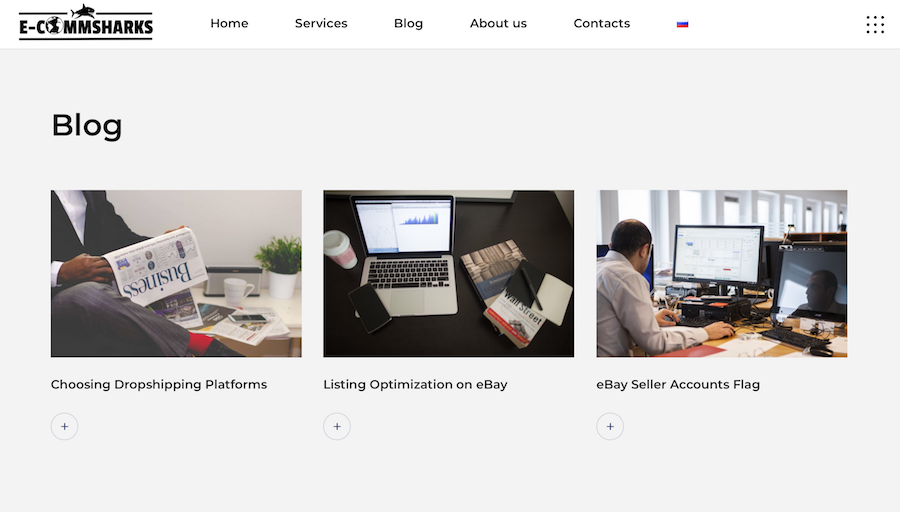 E-COMMSHARKS
Home
Services
Blog
About us
Contacts
Blog
Business
Wall Street
Choosing Dropshipping Platforms
Listing Optimization on eBay
eBay Seller Accounts Flag
+
+
+